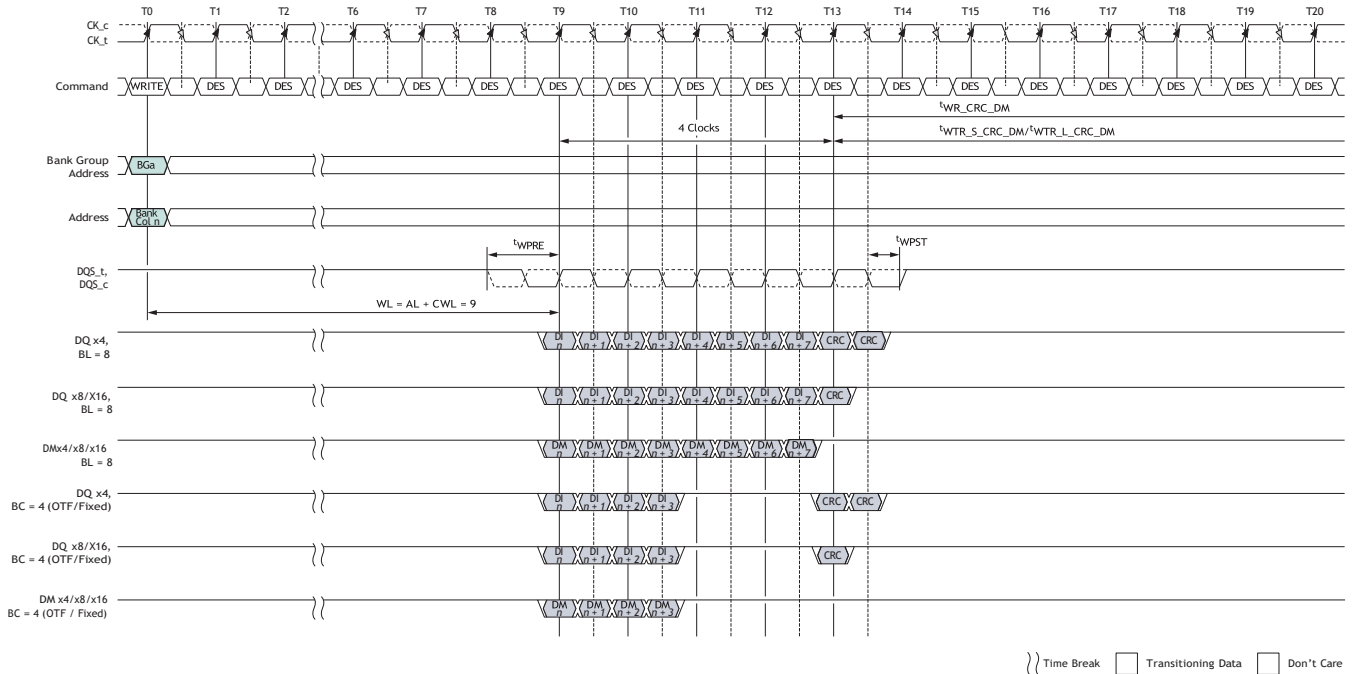 T0 T1 T2 T6 T7 T8 T9 T10 T11 T12 T13 T14 T15 T16 T17 T18 T19 T20
CK_c
CK_t
Command WRITE DES DES DES DES DES DES DES DES DES DES DES DES DES DES DES DES DES
tWR_CRC_DM
4 Clocks tWTR_S_CRC_DM/tWTR_L_CRC_DM
Bank Group
Address
BGa
Address
Bank
Col n
tWPRE tWPST
DQS_t,
DQS_c
WL = AL + CWL = 9
DQ x4,
BL = 8
DI n DI n + 1 DI n + 2 DI n + 3 DI n + 4 DI n + 5 DI n + 6 DI n + 7 CRC CRC
DQ x8/X16,
BL = 8
DI n DI n + 1 DI n + 2 DI n + 3 DI n + 4 DI n + 5 DI n + 6 DI n + 7 CRC
DMx4/x8/x16
BL = 8
DM n DM n + 1 DM n + 2 DM n + 3 DM n + 4 DM n + 5 DM n + 6 DM n + 7
DQ x4,
BC = 4 (OTF/Fixed)
DI n DI n + 1 DI n + 2 DI n + 3 CRC CRC
DQ x8/X16,
BC = 4 (OTF/Fixed)
DI n DI n + 1 DI n + 2 DI n + 3 CRC
DM x4/x8/x16
BC = 4 (OTF / Fixed)
DM n DM n + 1 DM n + 2 DM n + 3
Time Break Transitioning Data Don't Care